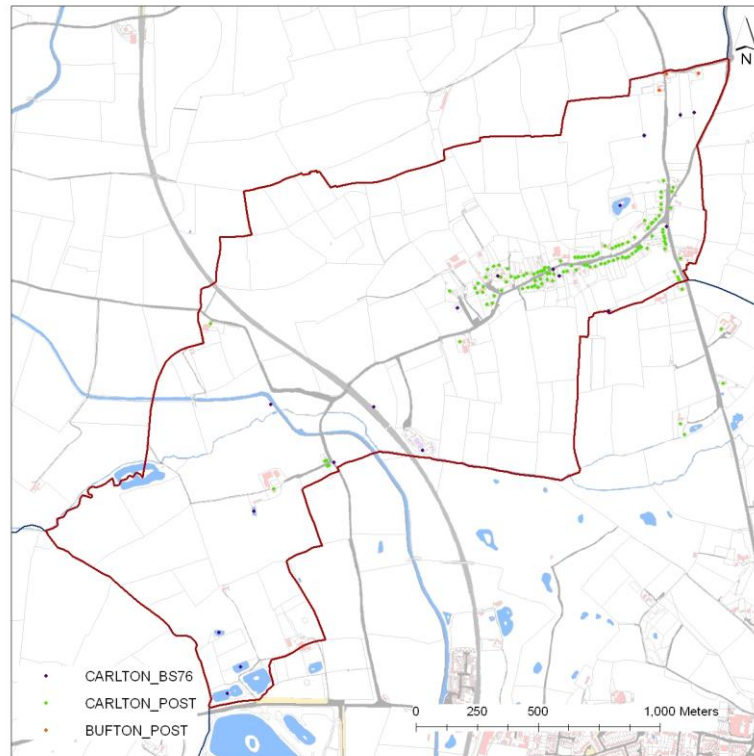 N
CARLTON_BS76
CARLTON_POST
BUFTON_POST
0 250 500 1,000 Meters